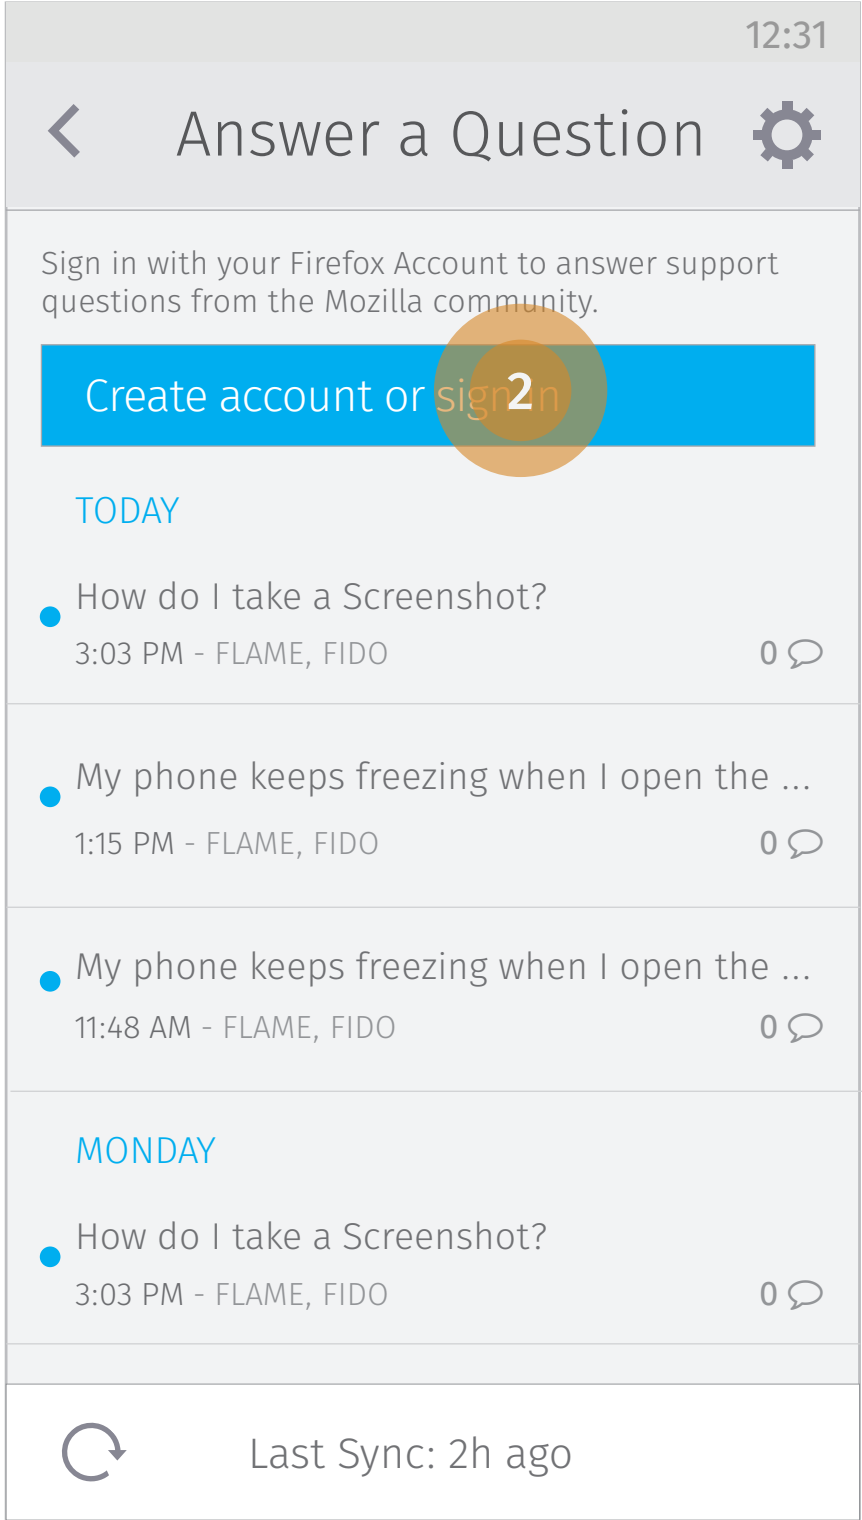 12:31
Answer a Question
Sign in with your Firefox Account to answer support
questions from the Mozilla community.
Create account or sign in
2
TODAY
How do I take a Screenshot?
3:03 PM - FLAME, FIDO 0
My phone keeps freezing when I open the ...
1:15 PM - FLAME, FIDO 0
My phone keeps freezing when I open the ...
11:48 AM - FLAME, FIDO 0
MONDAY
How do I take a Screenshot?
3:03 PM - FLAME, FIDO 0
Last Sync: 2h ago